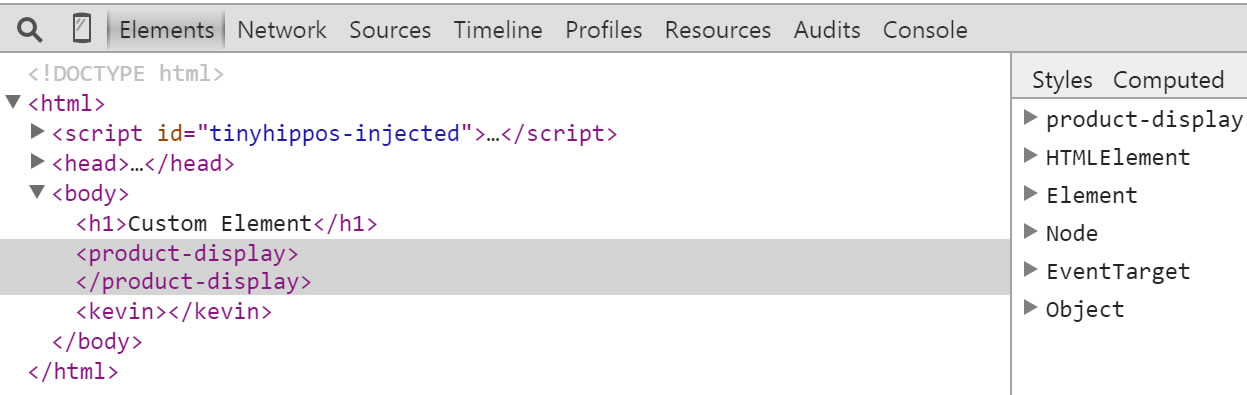 Elements Network Sources Timeline Profiles Resources Audits Console
<!DOCTYPE html>
<html>
<script id="tinyhippos-injected">…</script>
<head>…</head>
<body>
<h1>Custom Element</h1>
<product-display>
</product-display>
<kevin></kevin>
</body>
</html>
Styles Computed
product-display
HTMLElement
Element
Node
EventTarget
Object